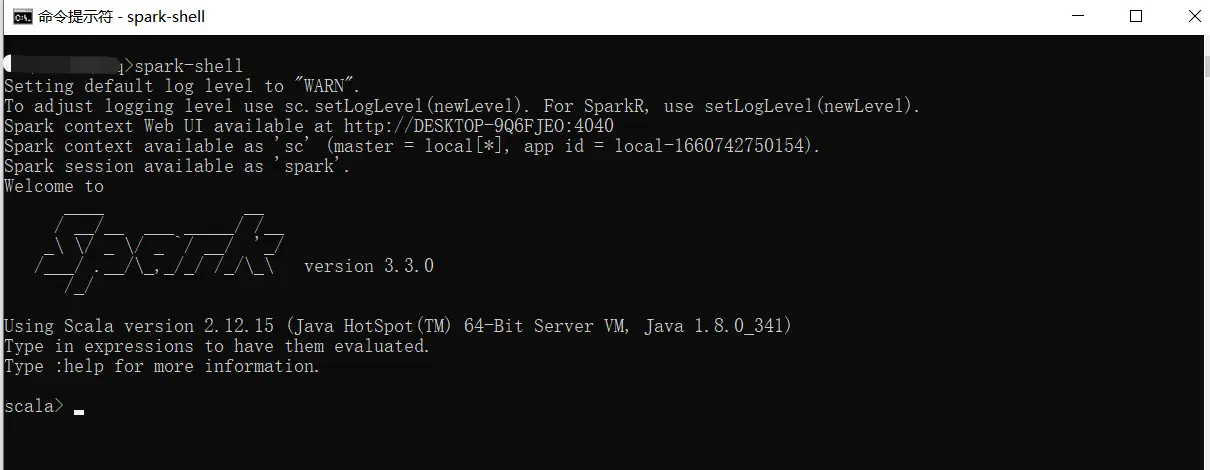 命令提示符 - spark-shell
>spark-shell
Setting default log level to "WARN".
To adjust logging level use sc.setLogLevel(newLevel). For SparkR, use setLogLevel(newLevel).
Spark context Web UI available at http://DESKTOP-9Q6FJEO:4040
Spark context available as 'sc' (master = local[*], app id = local-1660742750154).
Spark session available as 'spark'.
Welcome to
Spark version 3.3.0
Using Scala version 2.12.15 (Java HotSpot(TM) 64-Bit Server VM, Java 1.8.0_341)
Type in expressions to have them evaluated.
Type :help for more information.
scala>